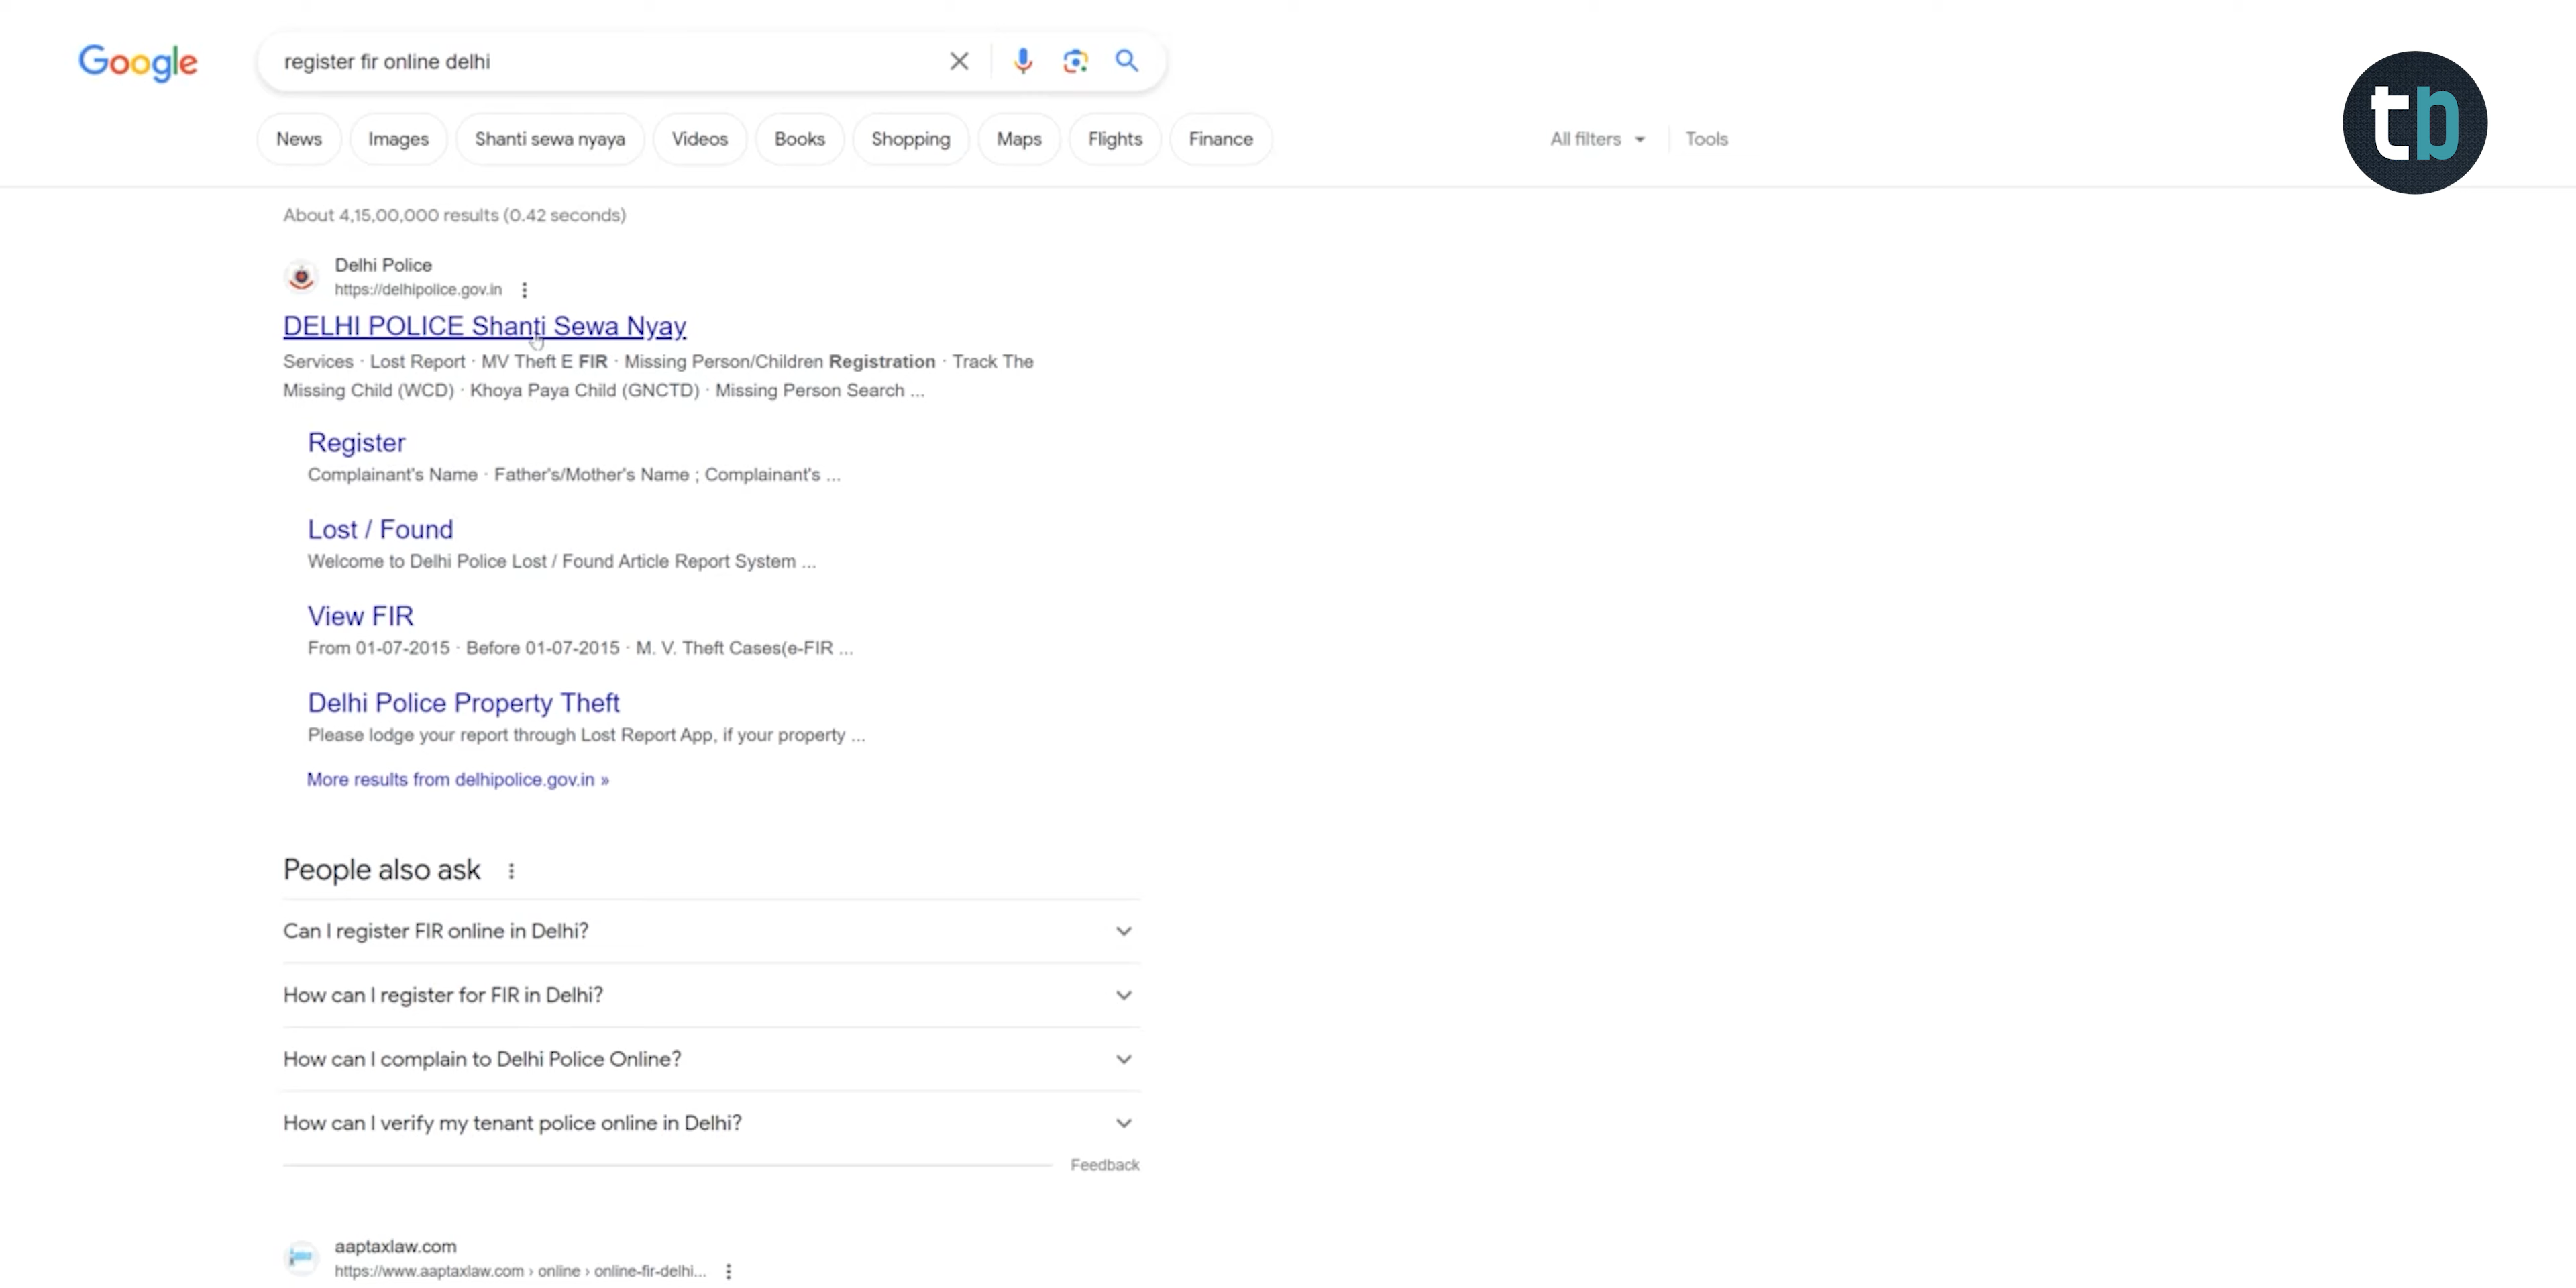 Google
register fir online delhi
tb
News Images Shanti sewa nyaya Videos Books Shopping Maps Flights Finance All filters Tools
About 4,15,00,000 results (0.42 seconds)
Delhi Police
https://delhipolice.gov.in
DELHI POLICE Shanti Sewa Nyay
Services · Lost Report · MV Theft E FIR · Missing Person/Children Registration · Track The
Missing Child (WCD) · Khoya Paya Child (GNCTD) · Missing Person Search ...
Register
Complainant's Name · Father's/Mother's Name ; Complainant's ...
Lost / Found
Welcome to Delhi Police Lost / Found Article Report System ...
View FIR
From 01-07-2015 · Before 01-07-2015 · M. V. Theft Cases(e-FIR ...
Delhi Police Property Theft
Please lodge your report through Lost Report App, if your property ...
More results from delhipolice.gov.in »
People also ask
Can I register FIR online in Delhi?
How can I register for FIR in Delhi?
How can I complain to Delhi Police Online?
How can I verify my tenant police online in Delhi?
Feedback
aaptaxlaw.com
https://www.aaptaxlaw.com › online › online-fir-delhi...